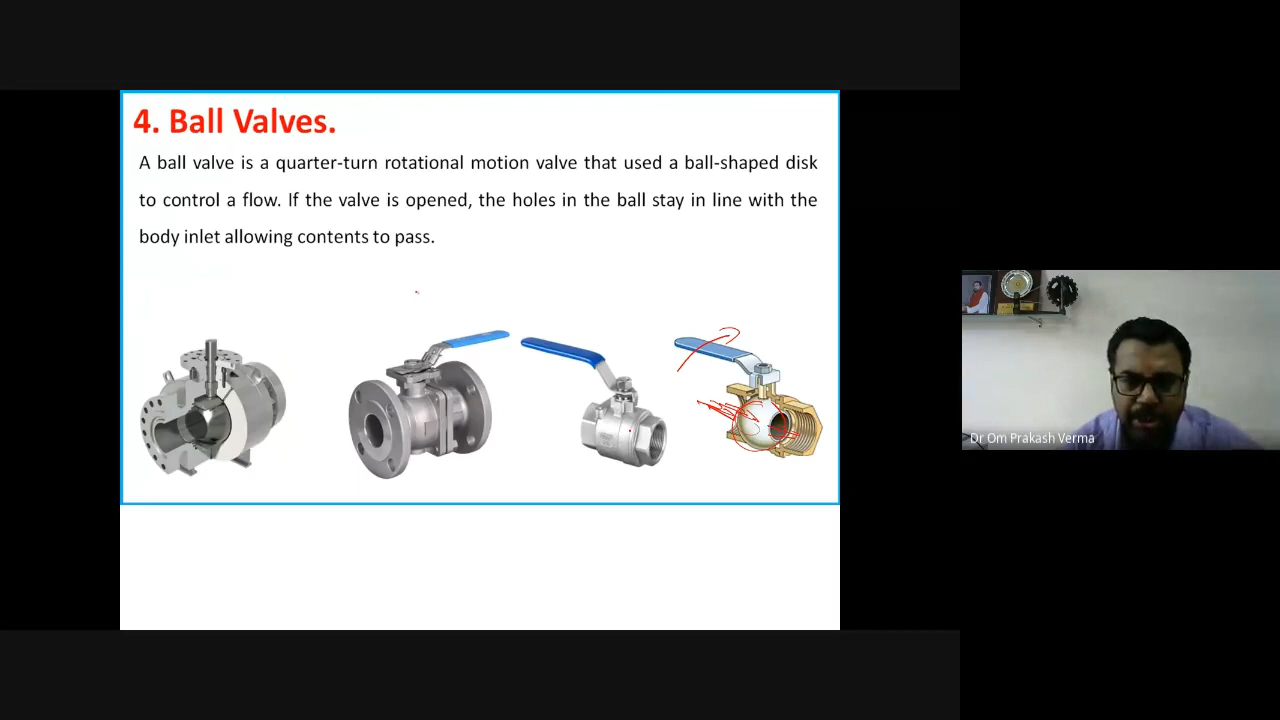 4. Ball Valves.
A ball valve is a quarter-turn rotational motion valve that used a ball-shaped disk
to control a flow. If the valve is opened, the holes in the ball stay in line with the
body inlet allowing contents to pass.
Dr Om Prakash Verma